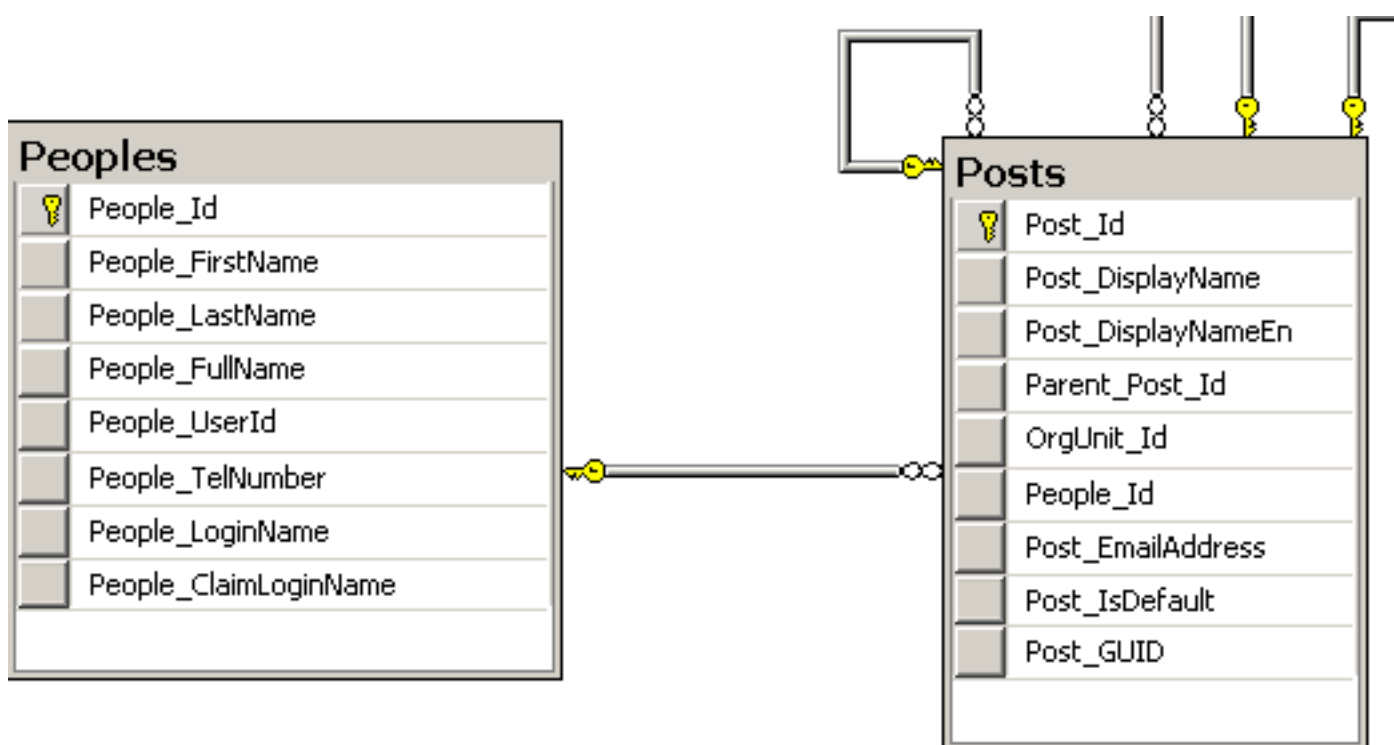 Peoples
People_Id
People_FirstName
People_LastName
People_FullName
People_UserId
People_TelNumber
People_LoginName
People_ClaimLoginName
Posts
Post_Id
Post_DisplayName
Post_DisplayNameEn
Parent_Post_Id
OrgUnit_Id
People_Id
Post_EmailAddress
Post_IsDefault
Post_GUID